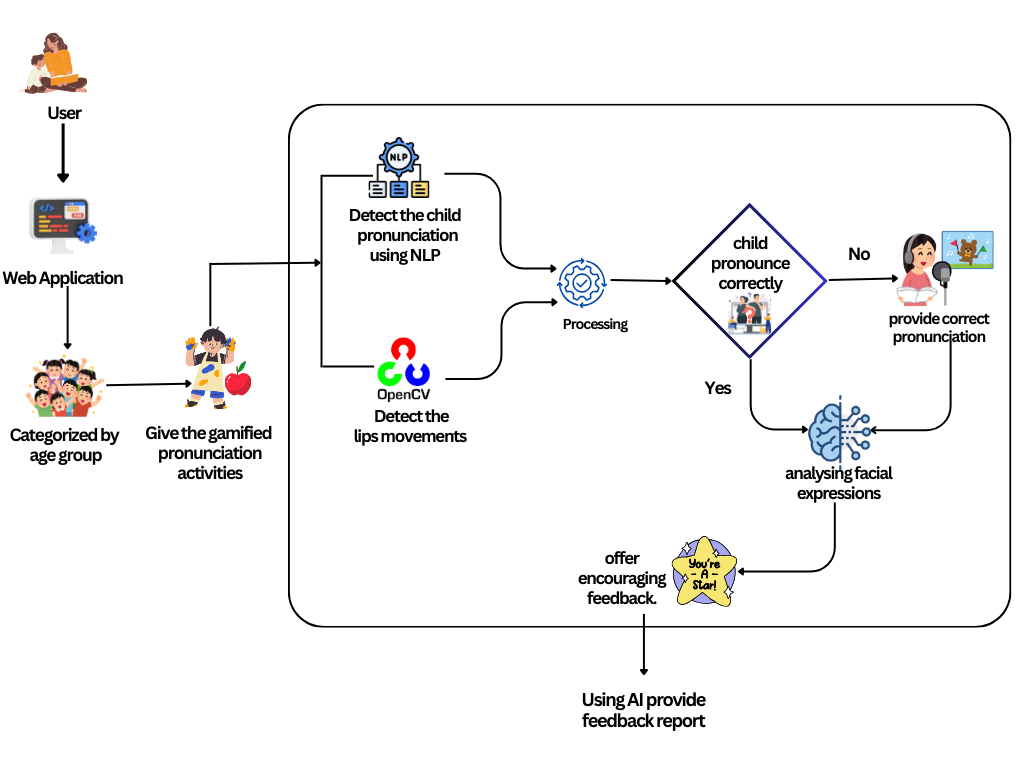 User
Web Application
Categorized by
age group
Give the gamified
pronunciation
activities
NLP
Detect the child
pronunciation
using NLP
OpenCV
Detect the
lips movements
Processing
child
pronounce
correctly
?
No
provide correct
pronunciation
Yes
analysing facial
expressions
You're
- A -
Star!
offer
encouraging
feedback.
Using AI provide
feedback report